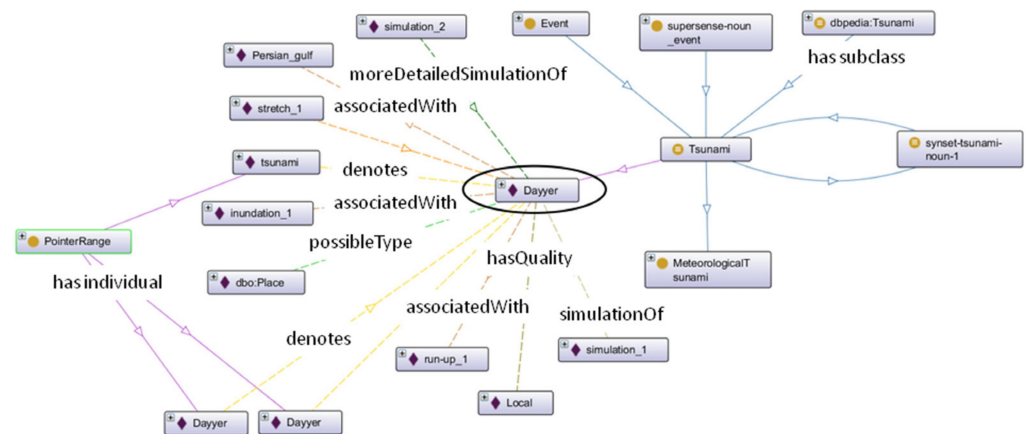 simulation_2
Event
supersense-noun
_event
dbpedia:Tsunami
Persian_gulf
moreDetailedSimulationOf
has subclass
stretch_1
associatedWith
tsunami
denotes
Tsunami
synset-tsunami-
noun-1
Dayyer
inundation_1
associatedWith
PointerRange
possibleType
hasQuality
MeteorologicalT
sunami
has individual
dbo:Place
associatedWith
simulationOf
denotes
run-up_1
simulation_1
Local
Dayyer
Dayyer